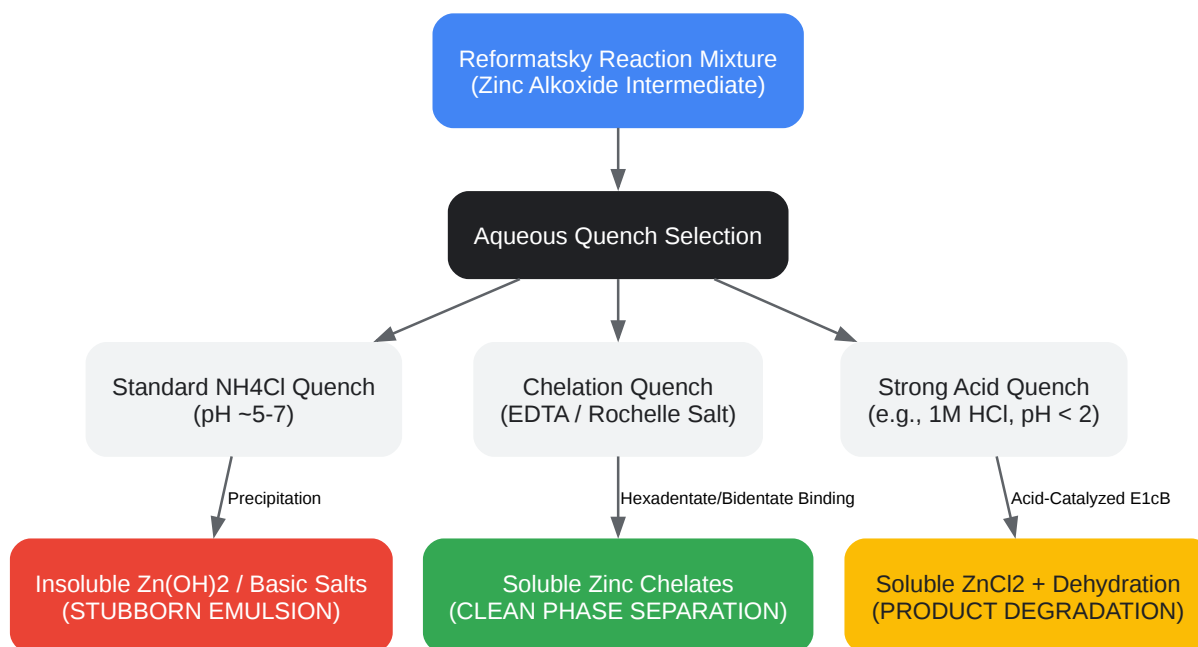 Reformatsky Reaction Mixture
(Zinc Alkoxide Intermediate)
Aqueous Quench Selection
Standard NH4Cl Quench
(pH ~5-7)
Chelation Quench
(EDTA / Rochelle Salt)
Strong Acid Quench
(e.g., 1M HCl, pH < 2)
Precipitation
Hexadentate/Bidentate Binding
Acid-Catalyzed E1cB
Insoluble Zn(OH)2 / Basic Salts
(STUBBORN EMULSION)
Soluble Zinc Chelates
(CLEAN PHASE SEPARATION)
Soluble ZnCl2 + Dehydration
(PRODUCT DEGRADATION)